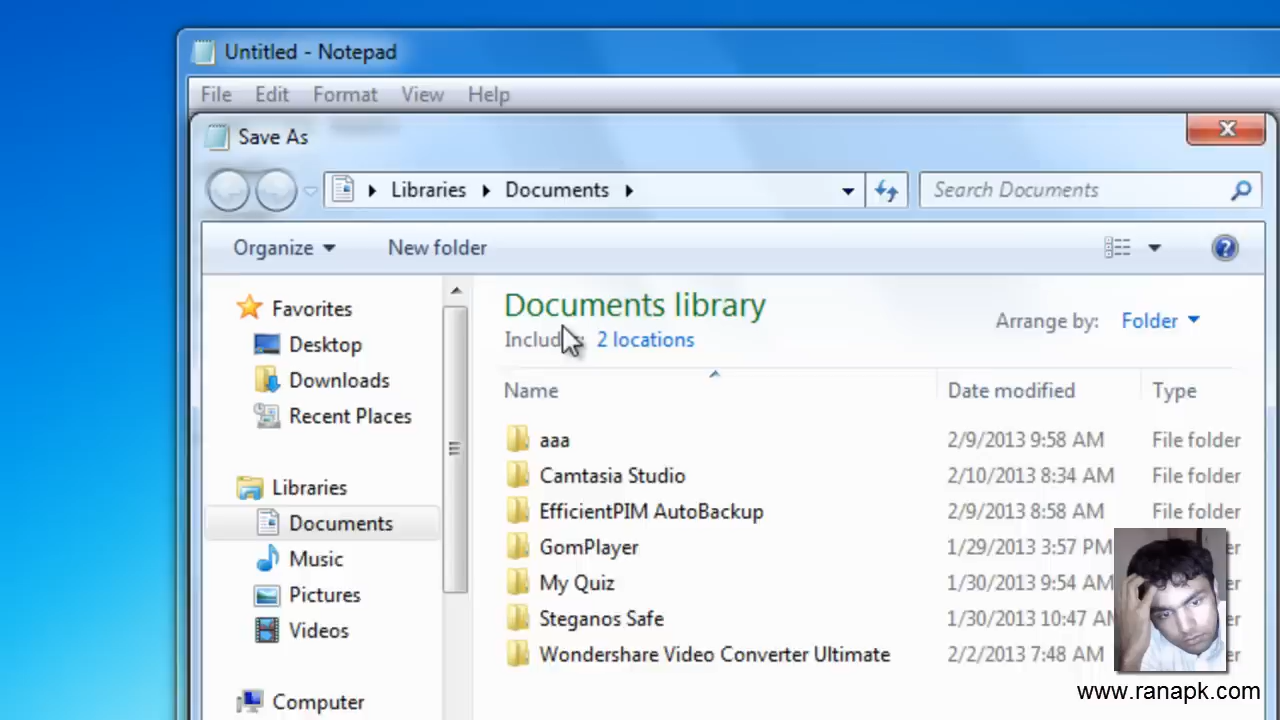 Untitled - Notepad
File Edit Format View Help
Save As
Libraries Documents
Search Documents
Organize New folder
Favorites
Desktop
Downloads
Recent Places
Libraries
Documents
Music
Pictures
Videos
Computer
Documents library
2 locations
Arrange by: Folder
Name Date modified Type
aaa 2/9/2013 9:58 AM File folder
Camtasia Studio 2/10/2013 8:34 AM File folder
EfficientPIM AutoBackup 2/9/2013 8:58 AM File folder
GomPlayer 1/29/2013 3:57 PM
My Quiz 1/30/2013 9:54 AM
Steganos Safe 1/30/2013 10:47
Wondershare Video Converter Ultimate 2/2/2013 7:48 AM
www.ranapk.com